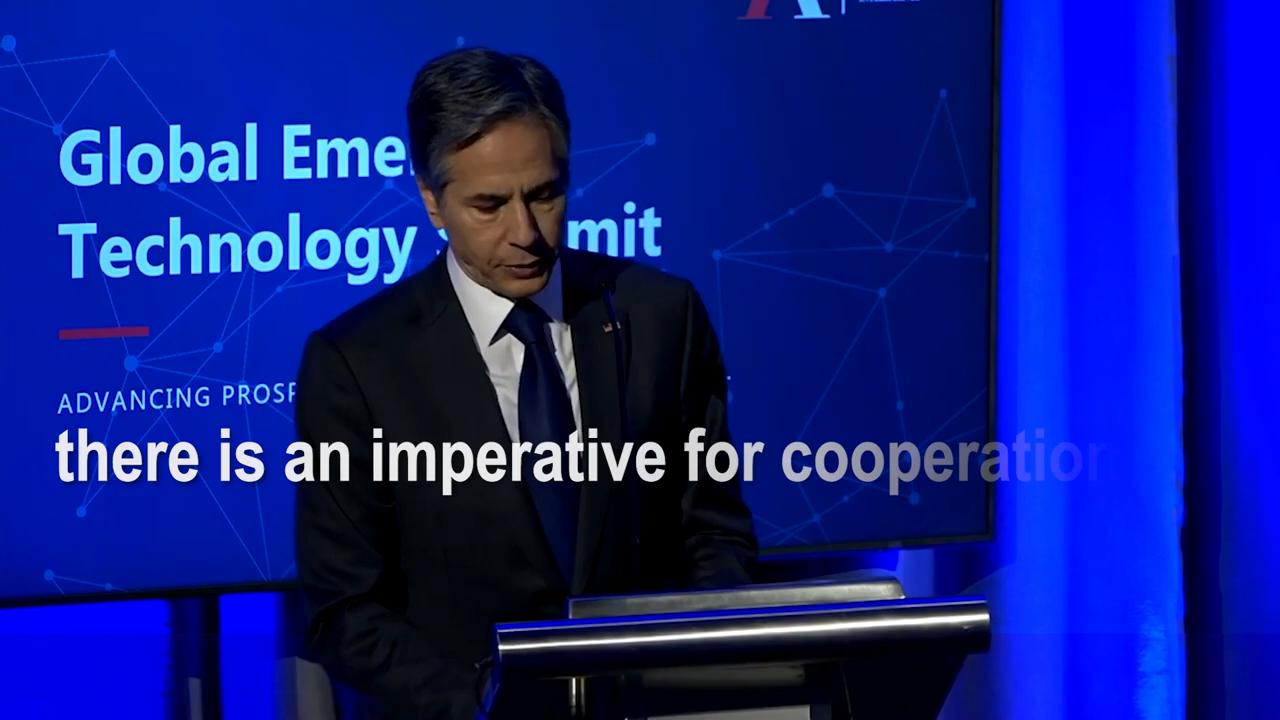 Global Eme
Technology S mit
ADVANCING PROSP
there is an imperative for cooperation